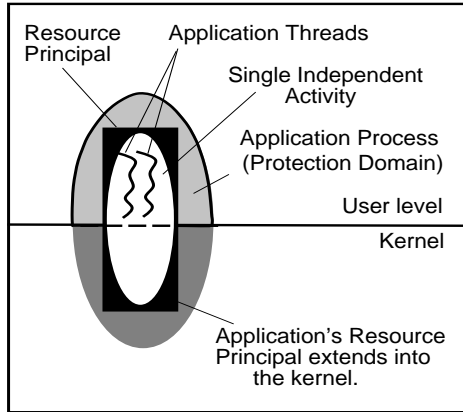 Resource
Principal
Application Threads
Single Independent
Activity
Application Process
(Protection Domain)
User level
Kernel
Application's Resource
Principal extends into
the kernel.